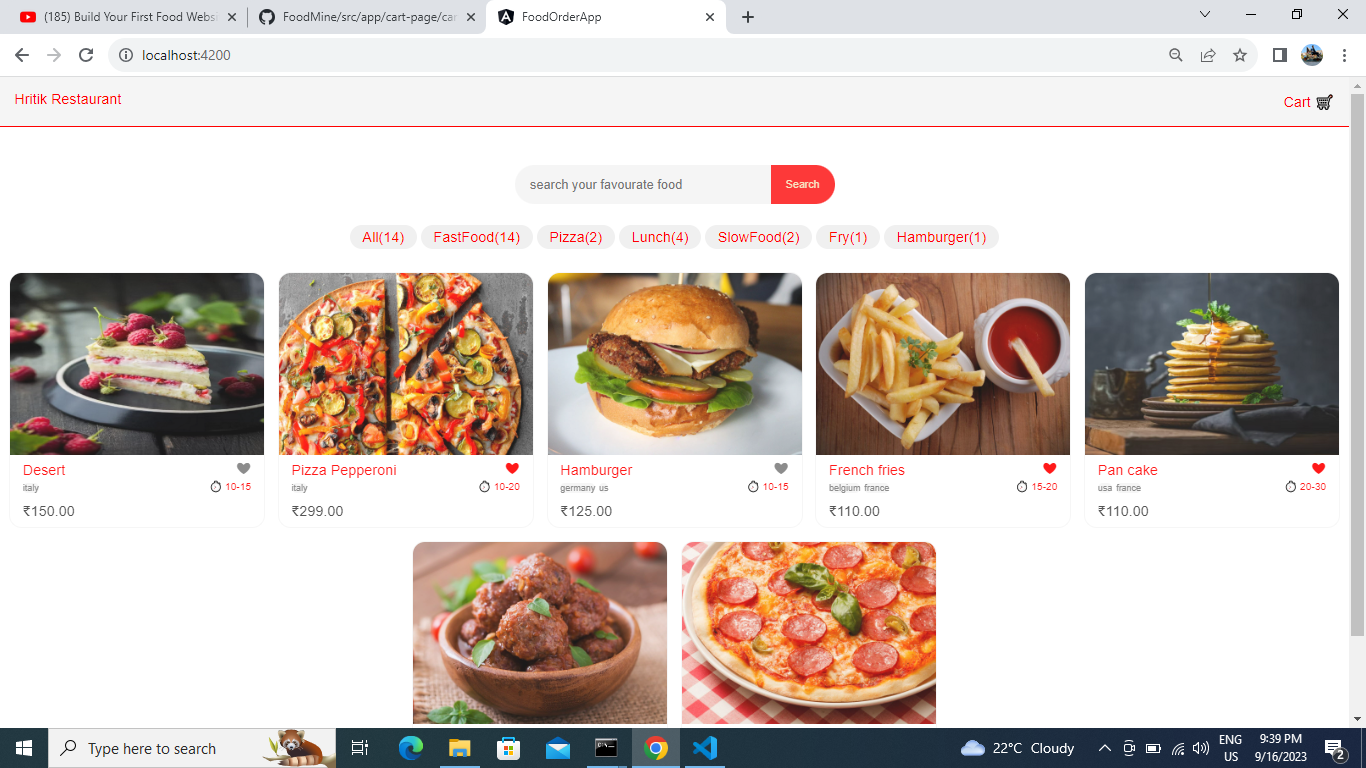 (185) Build Your First Food Websi
FoodMine/src/app/cart-page/car
FoodOrderApp
localhost:4200
Hritik Restaurant
Cart
search your favourate food
Search
All(14)
FastFood(14)
Pizza(2)
Lunch(4)
SlowFood(2)
Fry(1)
Hamburger(1)
Desert
italy
10-15
₹150.00
Pizza Pepperoni
italy
10-20
₹299.00
Hamburger
germany us
10-15
₹125.00
French fries
belgium france
15-20
₹110.00
Pan cake
usa france
20-30
₹110.00
Type here to search
22°C Cloudy
ENG
US
9:39 PM
9/16/2023
2